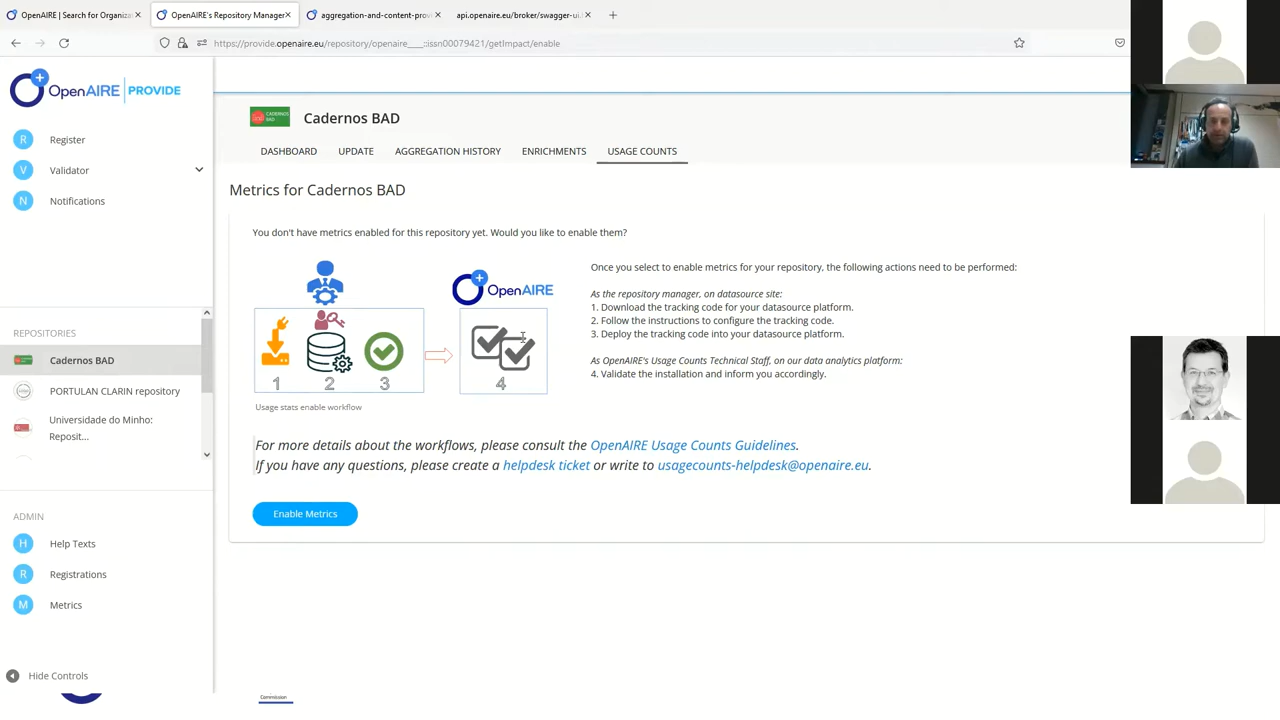 OpenAIRE | Search for Organiza
OpenAIRE's Repository Manager
aggregation-and-content-provi
api.openaire.eu/broker/swagger-ui.
https://provide.openaire.eu/repository/openaire____::issn00079421/getImpact/enable
OpenAIRE | PROVIDE
R Register
V Validator
N Notifications
REPOSITORIES
Cadernos BAD
PORTULAN CLARIN repository
Universidade do Minho:
Reposit...
ADMIN
H Help Texts
R Registrations
M Metrics
Hide Controls
CADERNOS
BAD
Cadernos BAD
DASHBOARD UPDATE AGGREGATION HISTORY ENRICHMENTS USAGE COUNTS
Metrics for Cadernos BAD
You don't have metrics enabled for this repository yet. Would you like to enable them?
OpenAIRE
1 2 3 4
Usage stats enable workflow
Once you select to enable metrics for your repository, the following actions need to be performed:
As the repository manager, on datasource site:
1. Download the tracking code for your datasource platform.
2. Follow the instructions to configure the tracking code.
3. Deploy the tracking code into your datasource platform.
As OpenAIRE's Usage Counts Technical Staff, on our data analytics platform:
4. Validate the installation and inform you accordingly.
For more details about the workflows, please consult the OpenAIRE Usage Counts Guidelines.
If you have any questions, please create a helpdesk ticket or write to usagecounts-helpdesk@openaire.eu.
Enable Metrics
Commission